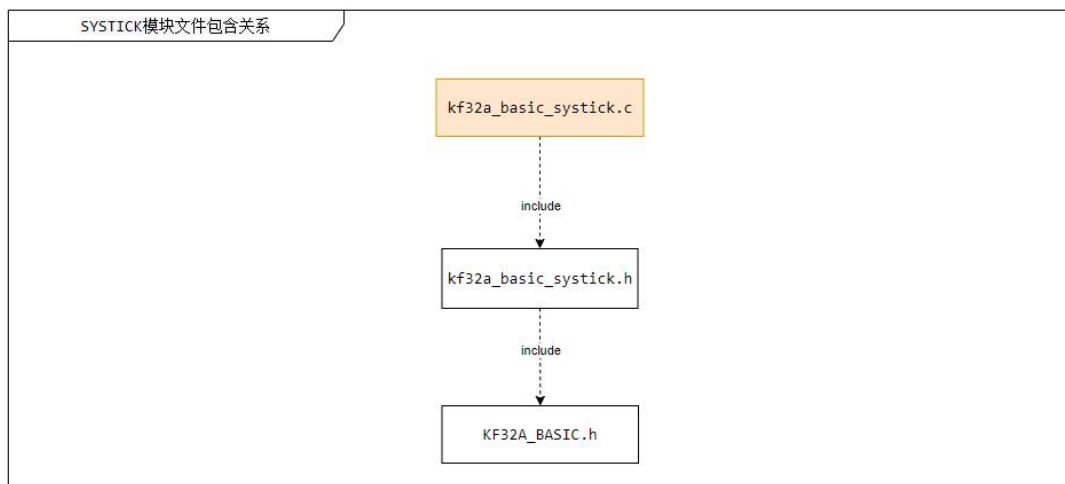 SYSTICK模块文件包含关系
kf32a_basic_systick.c
include
kf32a_basic_systick.h
include
KF32A_BASIC.h